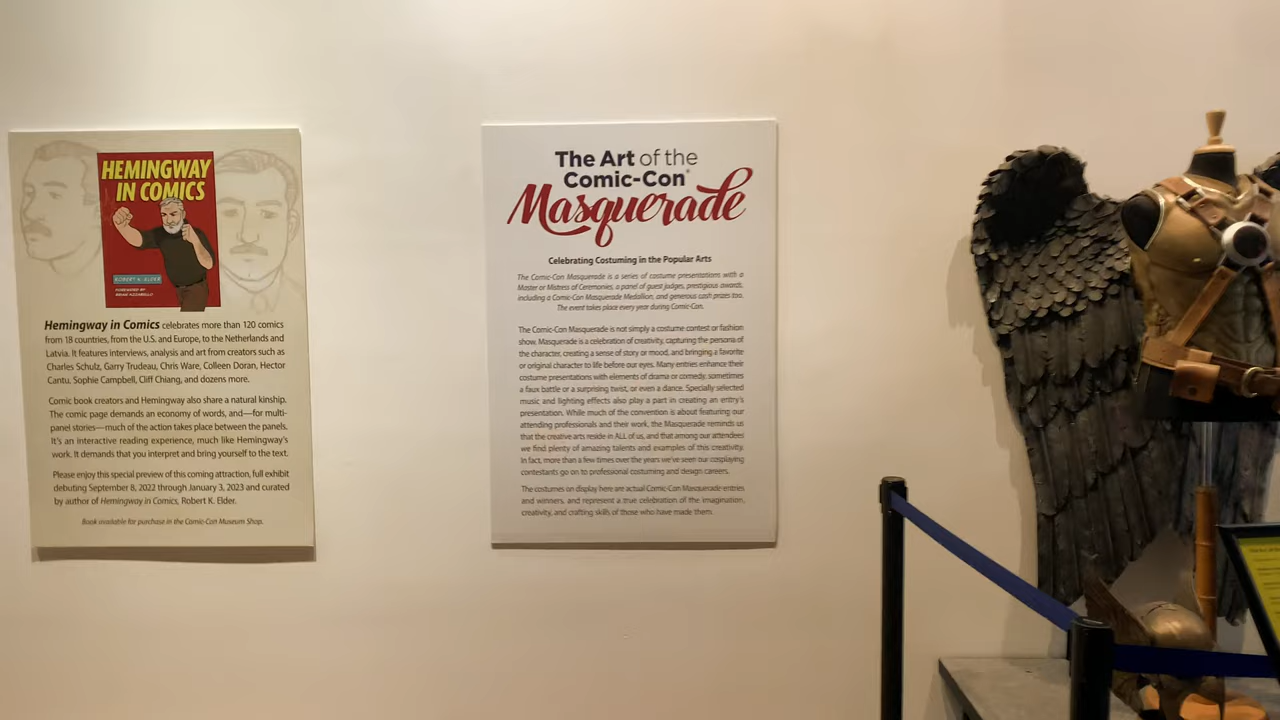 HEMINGWAY
IN COMICS
ROBERT K. ELDER
FOREWORD BY
BRIAN AZZARELLO
Hemingway in Comics celebrates more than 120 comics
from 18 countries, from the U.S. and Europe, to the Netherlands and
Latvia. It features interviews, analysis and art from creators such as
Charles Schulz, Garry Trudeau, Chris Ware, Colleen Doran, Hector
Cantu, Sophie Campbell, Cliff Chiang, and dozens more.
Comic book creators and Hemingway also share a natural kinship.
The comic page demands an economy of words, and—for multi-
panel stories—much of the action takes place between the panels.
It's an interactive reading experience, much like Hemingway's
work. It demands that you interpret and bring yourself to the text.
Please enjoy this special preview of this coming attraction, full exhibit
debuting September 8, 2022 through January 3, 2023 and curated
by author of Hemingway in Comics, Robert K. Elder.
Book available for purchase in the Comic-Con Museum Shop.
The Art of the
Comic-Con®
Masquerade
Celebrating Costuming in the Popular Arts
The Comic-Con Masquerade is a series of costume presentations with a
Master or Mistress of Ceremonies, a panel of guest judges, prestigious awards,
including a Comic-Con Masquerade Medallion, and generous cash prizes too.
The event takes place every year during Comic-Con.
The Comic-Con Masquerade is not simply a costume contest or fashion
show. Masquerade is a celebration of creativity, capturing the persona of
the character, creating a sense of story or mood, and bringing a favorite
or original character to life before our eyes. Many entries enhance their
costume presentations with elements of drama or comedy, sometimes
a faux battle or a surprising twist, or even a dance. Specially selected
music and lighting effects also play a part in creating an entry's
presentation. While much of the convention is about featuring our
attending professionals and their work, the Masquerade reminds us
that the creative arts reside in ALL of us, and that among our attendees
we find plenty of amazing talents and examples of this creativity.
In fact, more than a few times over the years we've seen our cosplaying
contestants go on to professional costuming and design careers.
The costumes on display here are actual Comic-Con Masquerade entries
and winners, and represent a true celebration of the imagination,
creativity, and crafting skills of those who have made them.